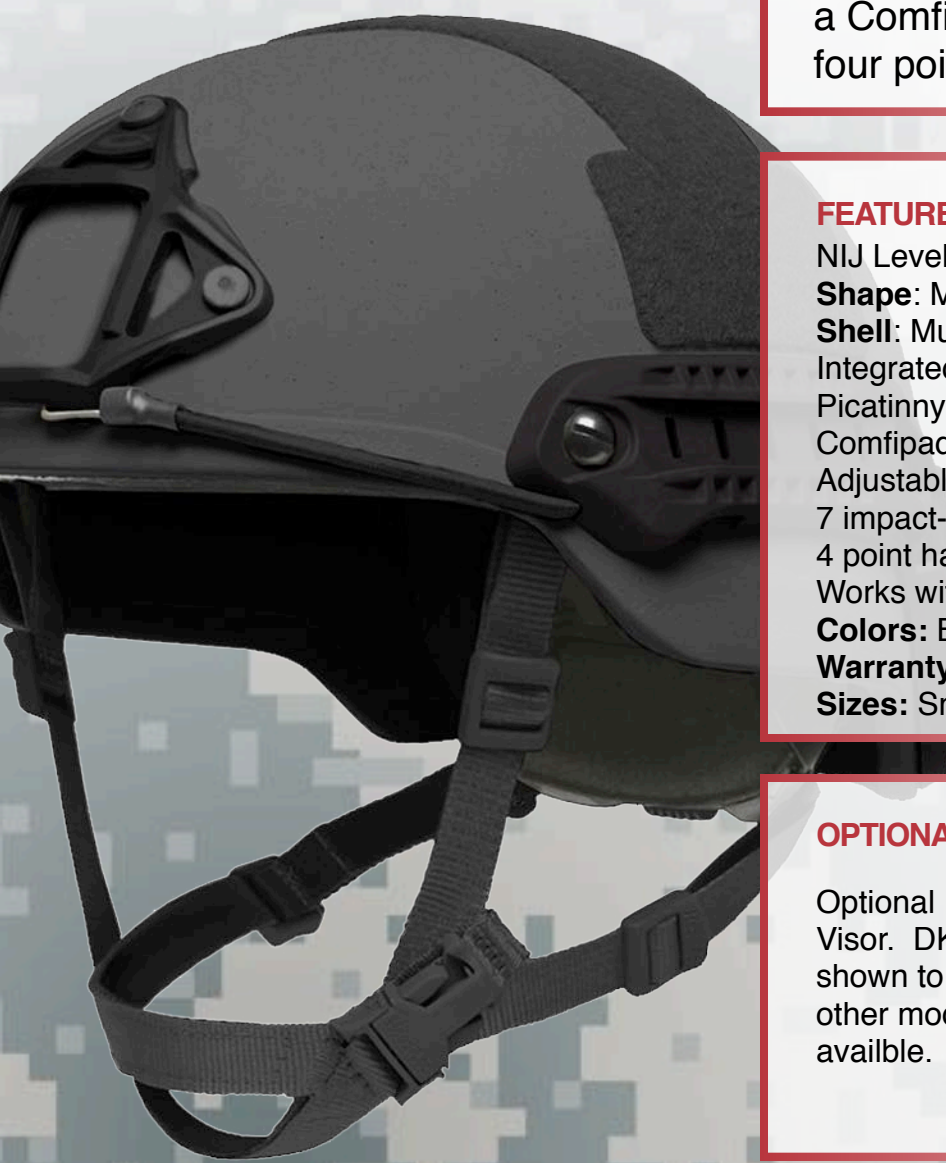 a Comfi
four poi
FEATURE
NIJ Level
Shape: M
Shell: Mu
Integrated
Picatinny
Comfipad
Adjustabl
7 impact-
4 point ha
Works wit
Colors: B
Warranty
Sizes: Sm
OPTIONA
Optional
Visor.  DK
shown to
other mod
availble.